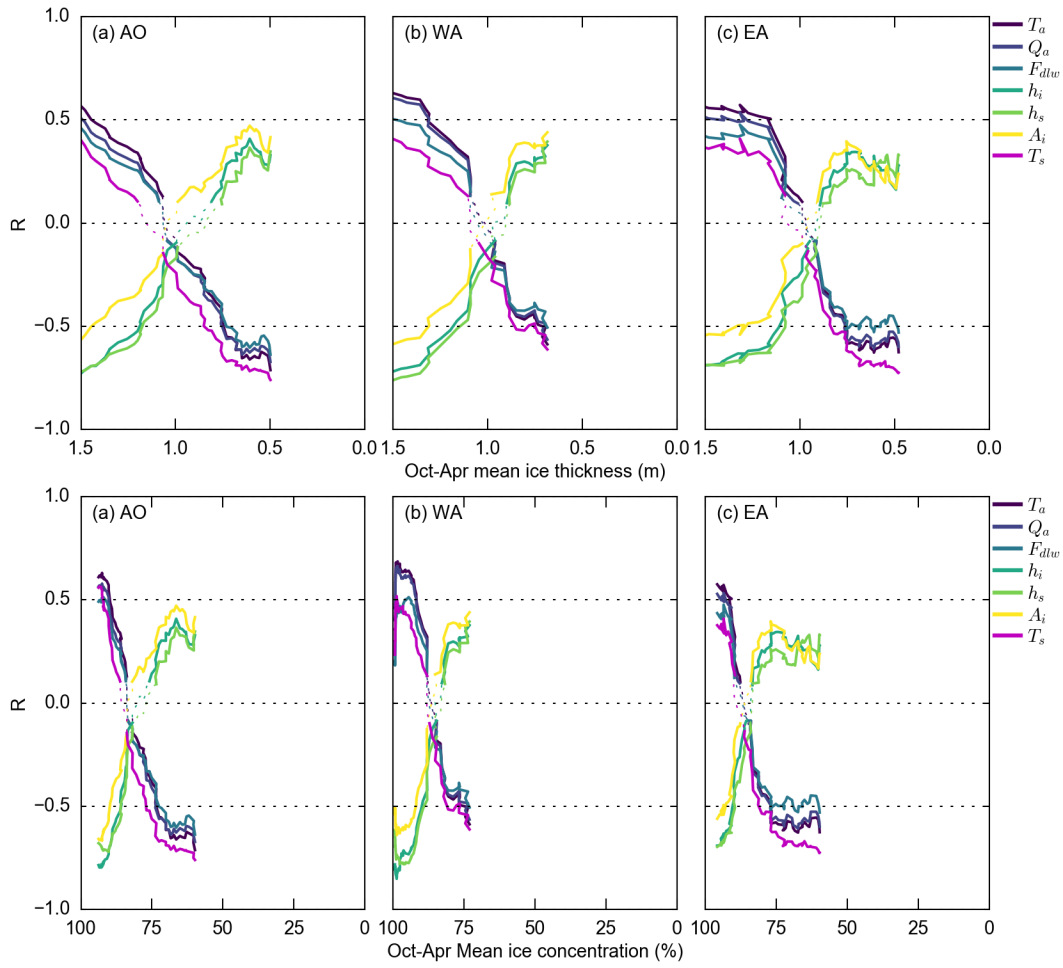 1.0
(a) AO
(b) WA
(c) EA
T_a
Q_a
F_{dlw}
h_i
h_s
A_i
T_s
0.5
0.0
R
−0.5
−1.0
1.5 1.0 0.5 0.0 1.5 1.0 0.5 0.0 1.5 1.0 0.5 0.0
Oct-Apr mean ice thickness (m)
1.0
(a) AO
(b) WA
(c) EA
T_a
Q_a
F_{dlw}
h_i
h_s
A_i
T_s
0.5
0.0
R
−0.5
−1.0
100 75 50 25 0 100 75 50 25 0 100 75 50 25 0
Oct-Apr Mean ice concentration (%)